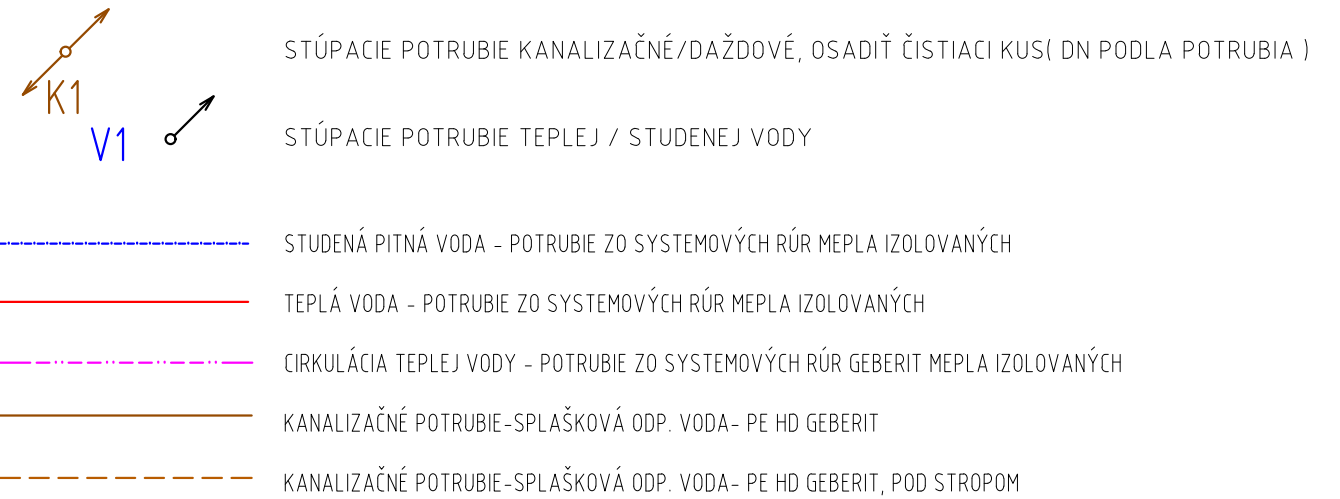 STÚPACIE POTRUBIE KANALIZAČNÉ/DAŽDOVÉ, OSADIŤ ČISTIACI KUS( DN PODLA POTRUBIA )
K1
V1
STÚPACIE POTRUBIE TEPLEJ / STUDENEJ VODY
STUDENÁ PITNÁ VODA - POTRUBIE ZO SYSTEMOVÝCH RÚR MEPLA IZOLOVANÝCH
TEPLÁ VODA - POTRUBIE ZO SYSTEMOVÝCH RÚR MEPLA IZOLOVANÝCH
CIRKULÁCIA TEPLEJ VODY - POTRUBIE ZO SYSTEMOVÝCH RÚR GEBERIT MEPLA IZOLOVANÝCH
KANALIZAČNÉ POTRUBIE-SPLAŠKOVÁ ODP. VODA- PE HD GEBERIT
KANALIZAČNÉ POTRUBIE-SPLAŠKOVÁ ODP. VODA- PE HD GEBERIT, POD STROPOM